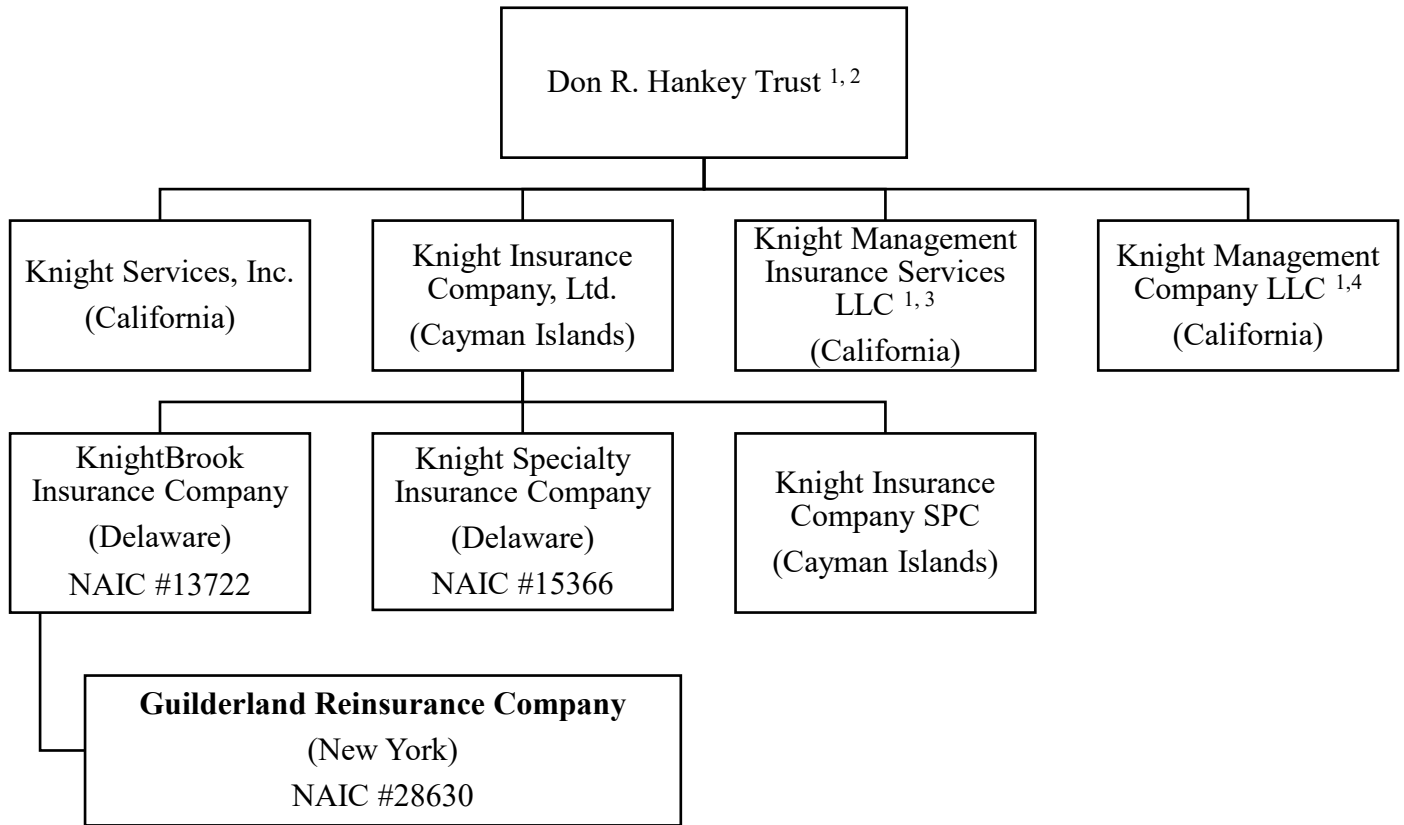 Don R. Hankey Trust 1, 2
Knight Services, Inc.
(California)
Knight Insurance
Company, Ltd.
(Cayman Islands)
Knight Management
Insurance Services
LLC 1, 3
(California)
Knight Management
Company LLC 1,4
(California)
KnightBrook
Insurance Company
(Delaware)
NAIC #13722
Knight Specialty
Insurance Company
(Delaware)
NAIC #15366
Knight Insurance
Company SPC
(Cayman Islands)
Guilderland Reinsurance Company
(New York)
NAIC #28630